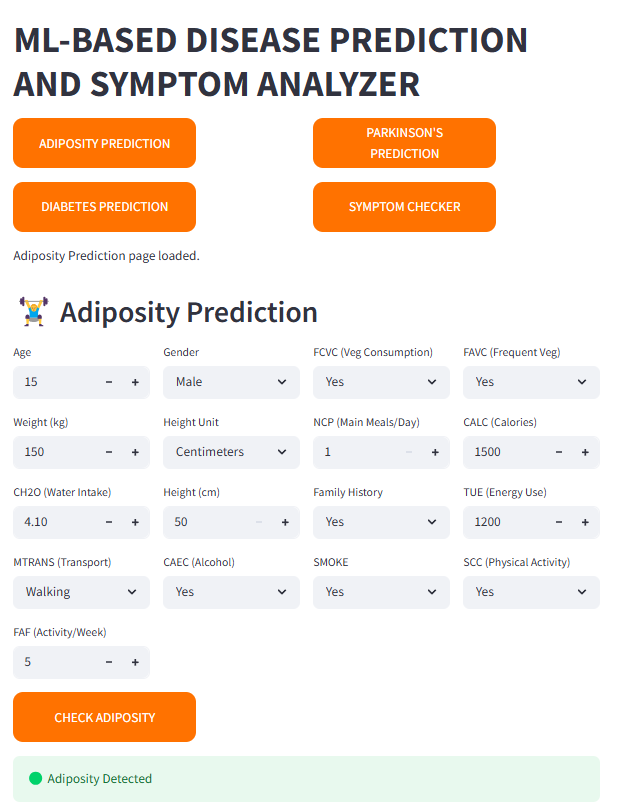 ML-BASED DISEASE PREDICTION
AND SYMPTOM ANALYZER
ADIPOSITY PREDICTION
PARKINSON'S
PREDICTION
DIABETES PREDICTION
SYMPTOM CHECKER
Adiposity Prediction page loaded.
Adiposity Prediction
Age
Gender
FCVC (Veg Consumption)
FAVC (Frequent Veg)
15
Male
Yes
Yes
Weight (kg)
Height Unit
NCP (Main Meals/Day)
CALC (Calories)
150
Centimeters
1
1500
CH2O (Water Intake)
Height (cm)
Family History
TUE (Energy Use)
4.10
50
Yes
1200
MTRANS (Transport)
CAEC (Alcohol)
SMOKE
SCC (Physical Activity)
Walking
Yes
Yes
Yes
FAF (Activity/Week)
5
CHECK ADIPOSITY
Adiposity Detected